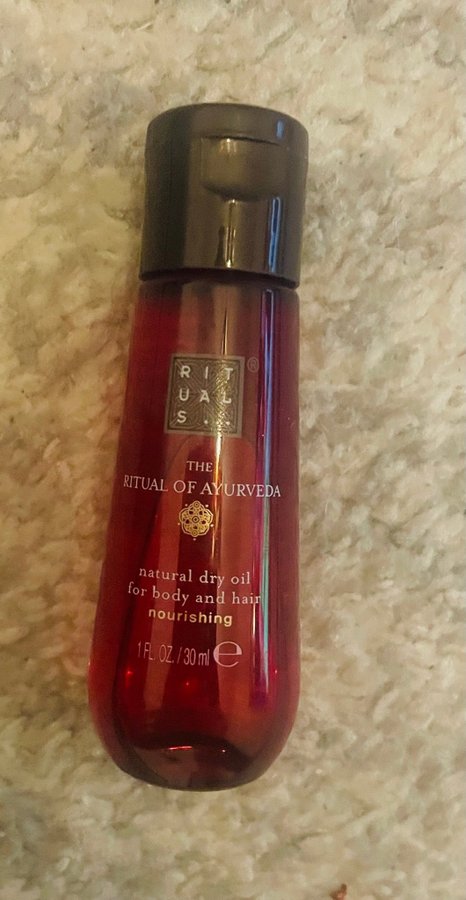 RIT
UAL
S...
®
THE
RITUAL OF AYURVEDA
natural dry oil
for body and hair
nourishing
1 FL. OZ. / 30 ml ℮